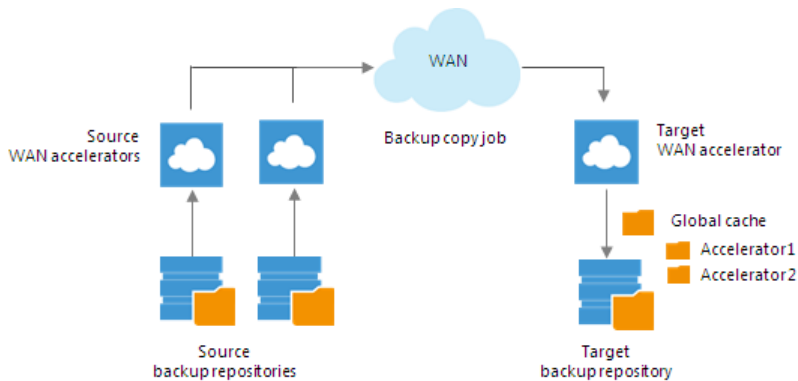 WAN
Source
WAN accelerators
Backup copy job
Target
WAN accelerator
Global cache
Accelerator1
Accelerator2
Source
backup repositories
Target
backup repository